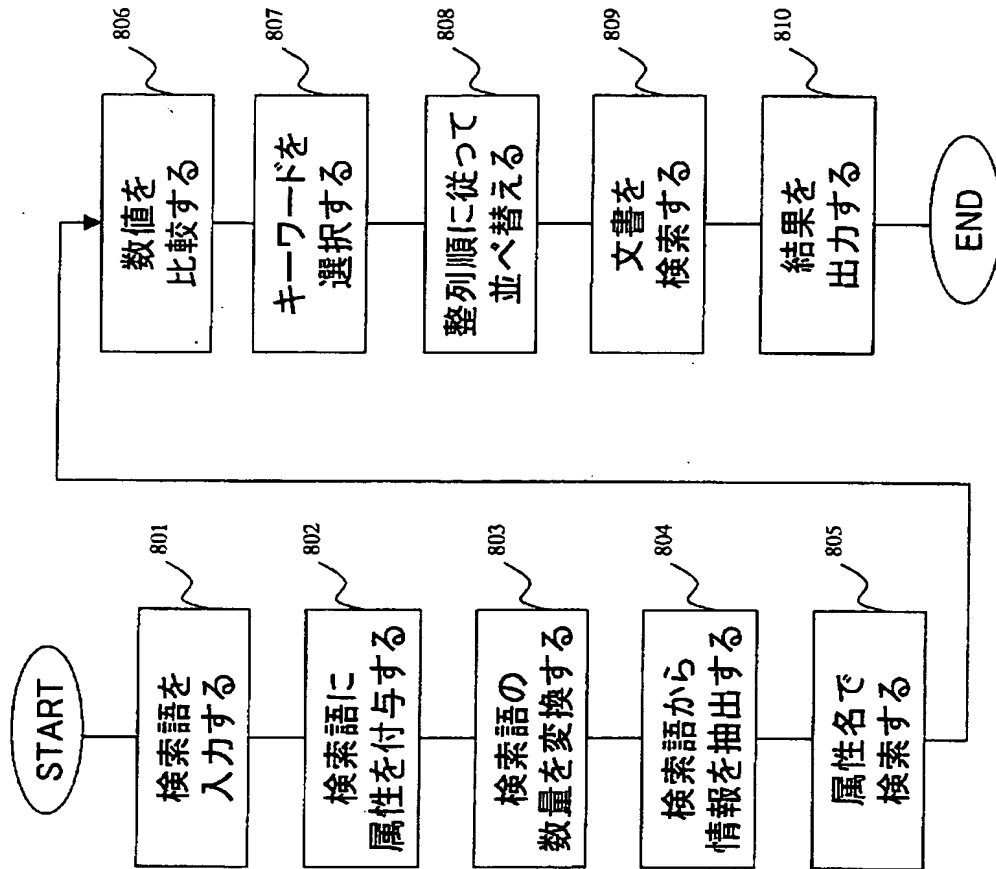 START
検索語を
入力する
801
検索語に
属性を付与する
802
検索語の
数量を変換する
803
検索語から
情報を抽出する
804
属性名で
検索する
805
数値を
比較する
806
キーワードを
選択する
807
整列順に従って
並べ替える
808
文書を
検索する
809
結果を
出力する
810
END